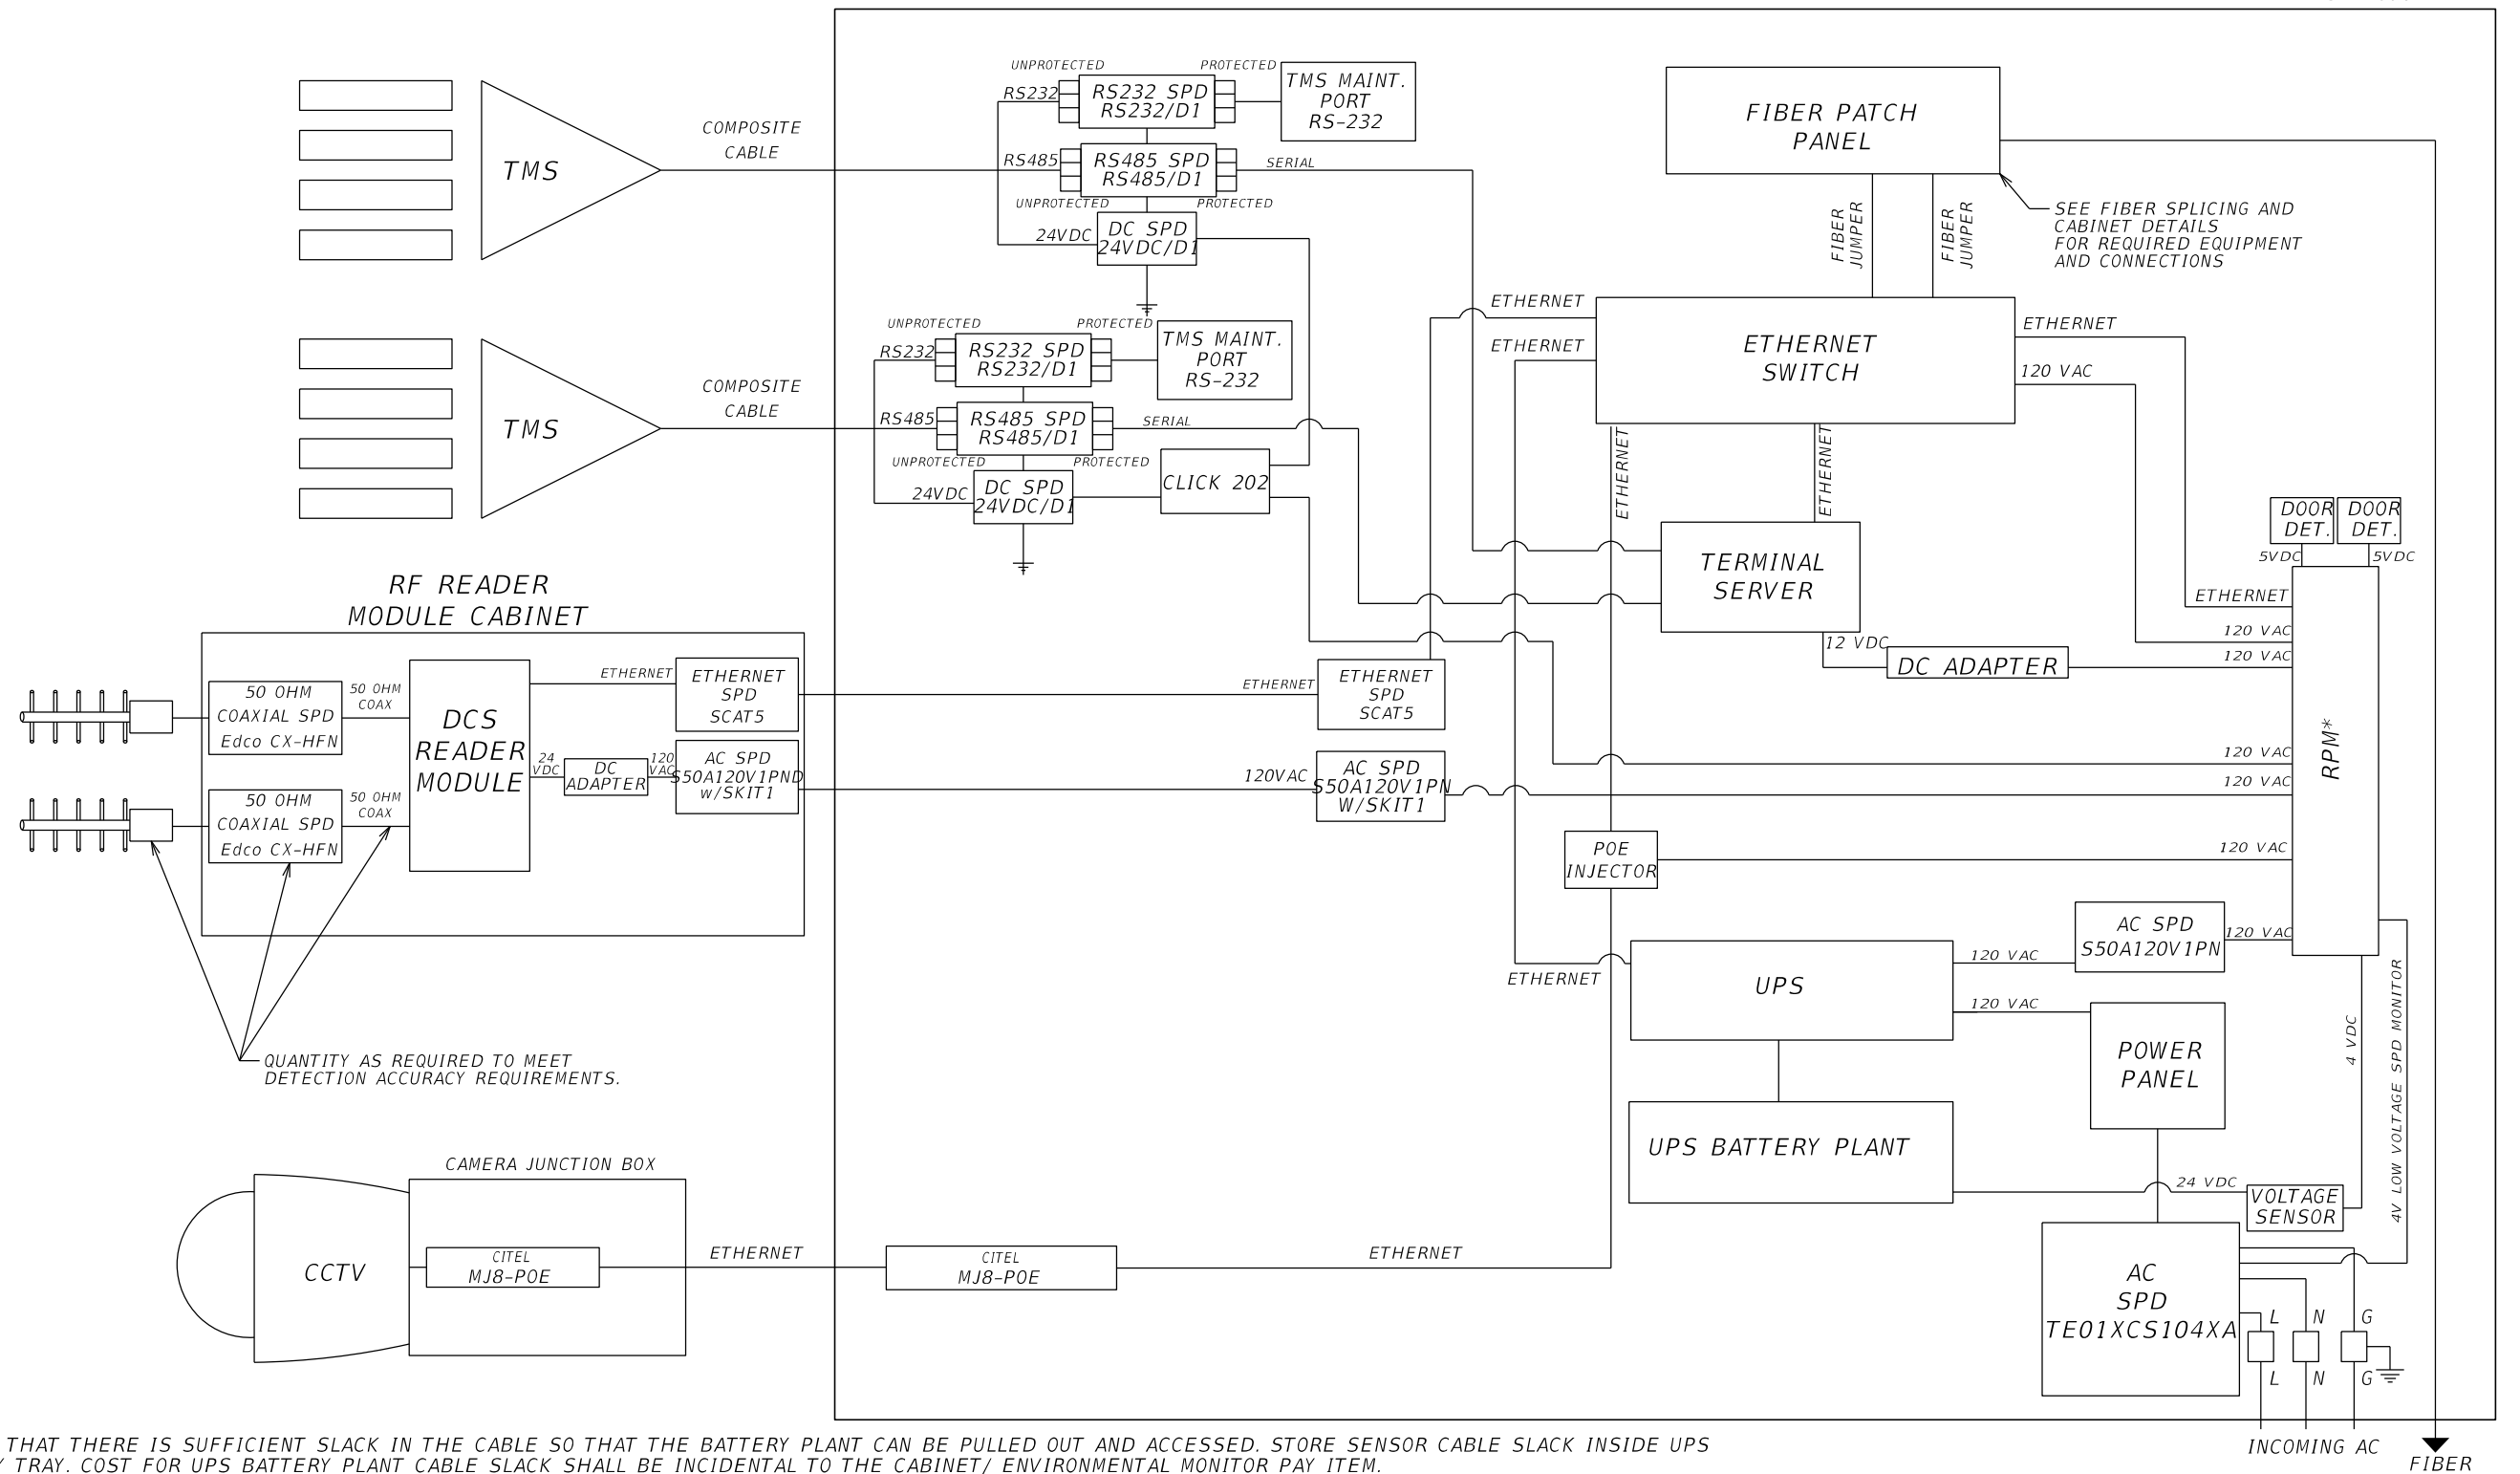 UNPROTECTED
PROTECTED
RS232
RS232 SPD
RS232/D1
TMS MAINT.
PORT
RS-232
FIBER PATCH
PANEL
COMPOSITE
CABLE
TMS
RS485
RS485 SPD
RS485/D1
SERIAL
UNPROTECTED
PROTECTED
24VDC
DC SPD
24VDC/D1
FIBER
JUMPER
FIBER
JUMPER
SEE FIBER SPLICING AND
CABINET DETAILS
FOR REQUIRED EQUIPMENT
AND CONNECTIONS
UNPROTECTED
PROTECTED
RS232
RS232 SPD
RS232/D1
TMS MAINT.
PORT
RS-232
ETHERNET
ETHERNET
ETHERNET
SWITCH
ETHERNET
120 VAC
COMPOSITE
CABLE
TMS
RS485
RS485 SPD
RS485/D1
SERIAL
UNPROTECTED
PROTECTED
24VDC
DC SPD
24VDC/D1
CLICK 202
ETHERNET
ETHERNET
TERMINAL
SERVER
12 VDC
DC ADAPTER
DOOR
DET.
DOOR
DET.
5VDC
5VDC
ETHERNET
120 VAC
120 VAC
RPM*
120 VAC
120 VAC
120 VAC
120 VAC
RF READER
MODULE CABINET
50 OHM
COAXIAL SPD
Edco CX-HFN
50 OHM
COAX
50 OHM
COAXIAL SPD
Edco CX-HFN
50 OHM
COAX
DCS
READER
MODULE
ETHERNET
ETHERNET
SPD
SCAT5
24
VDC
DC
ADAPTER
120
VAC
AC SPD
S50A120V1PND
w/SKIT1
ETHERNET
ETHERNET
SPD
SCAT5
120VAC
AC SPD
S50A120V1PN
W/SKIT1
POE
INJECTOR
AC SPD
S50A120V1PN
ETHERNET
UPS
120 VAC
120 VAC
POWER
PANEL
4 VDC
4V LOW VOLTAGE SPD MONITOR
QUANTITY AS REQUIRED TO MEET
DETECTION ACCURACY REQUIREMENTS.
UPS BATTERY PLANT
24 VDC
VOLTAGE
SENSOR
CAMERA JUNCTION BOX
CCTV
CITEL
MJ8-POE
ETHERNET
CITEL
MJ8-POE
ETHERNET
AC
SPD
TE01XCS104XA
L
N
G
L
N
G
INCOMING AC
FIBER
THAT THERE IS SUFFICIENT SLACK IN THE CABLE SO THAT THE BATTERY PLANT CAN BE PULLED OUT AND ACCESSED. STORE SENSOR CABLE SLACK INSIDE UPS
TRAY. COST FOR UPS BATTERY PLANT CABLE SLACK SHALL BE INCIDENTAL TO THE CABINET/ ENVIRONMENTAL MONITOR PAY ITEM.